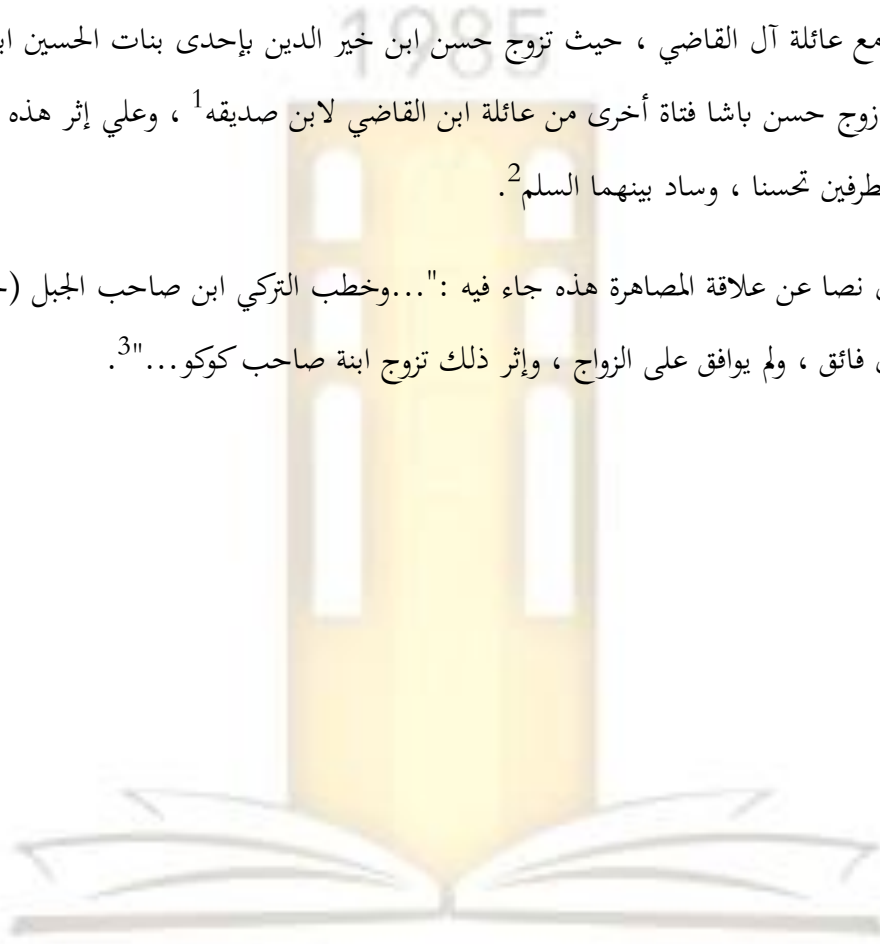 1985
مع عائلة آل القاضي ، حيث تزوج حسن ابن خير الدين بإحدى بنات الحسين
زوج حسن باشا فتاة أخرى من عائلة ابن القاضي لابن صديقه1 ، وعلي إثر هذه
طرفين تحسنا ، وساد بينهما السلم2.
نصا عن علاقة المصاهرة هذه جاء فيه :"...وخطب التركي ابن صاحب الجبل
فائق ، ولم يوافق على الزواج ، وإثر ذلك تزوج ابنة صاحب كوكو..."3.